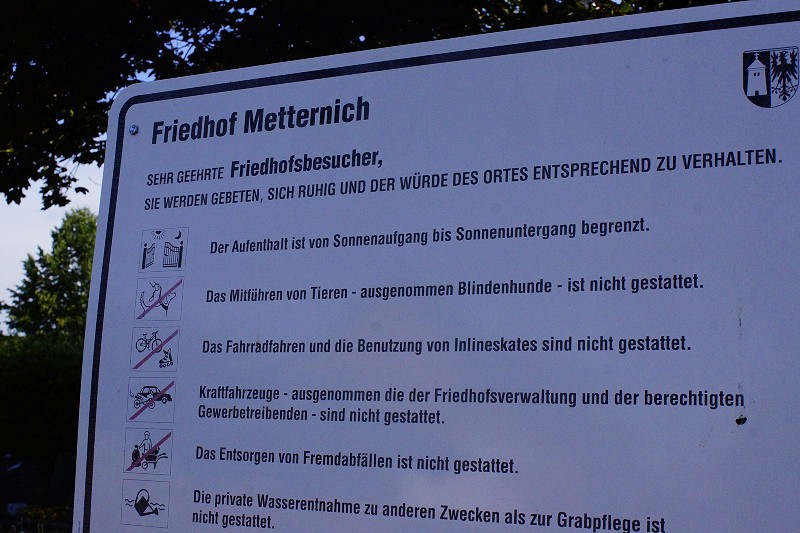 Friedhof Metternich
SEHR GEEHRTE Friedhofsbesucher,
SIE WERDEN GEBETEN, SICH RUHIG UND DER WÜRDE DES ORTES ENTSPRECHEND ZU VERHALTEN.
Der Aufenthalt ist von Sonnenaufgang bis Sonnenuntergang begrenzt.
Das Mitführen von Tieren - ausgenommen Blindenhunde - ist nicht gestattet.
Das Fahrradfahren und die Benutzung von Inlineskates sind nicht gestattet.
Kraftfahrzeuge - ausgenommen die der Friedhofsverwaltung und der berechtigten
Gewerbetreibenden - sind nicht gestattet.
Das Entsorgen von Fremdabfällen ist nicht gestattet.
Die private Wasserentnahme zu anderen Zwecken als zur Grabpflege ist
nicht gestattet.